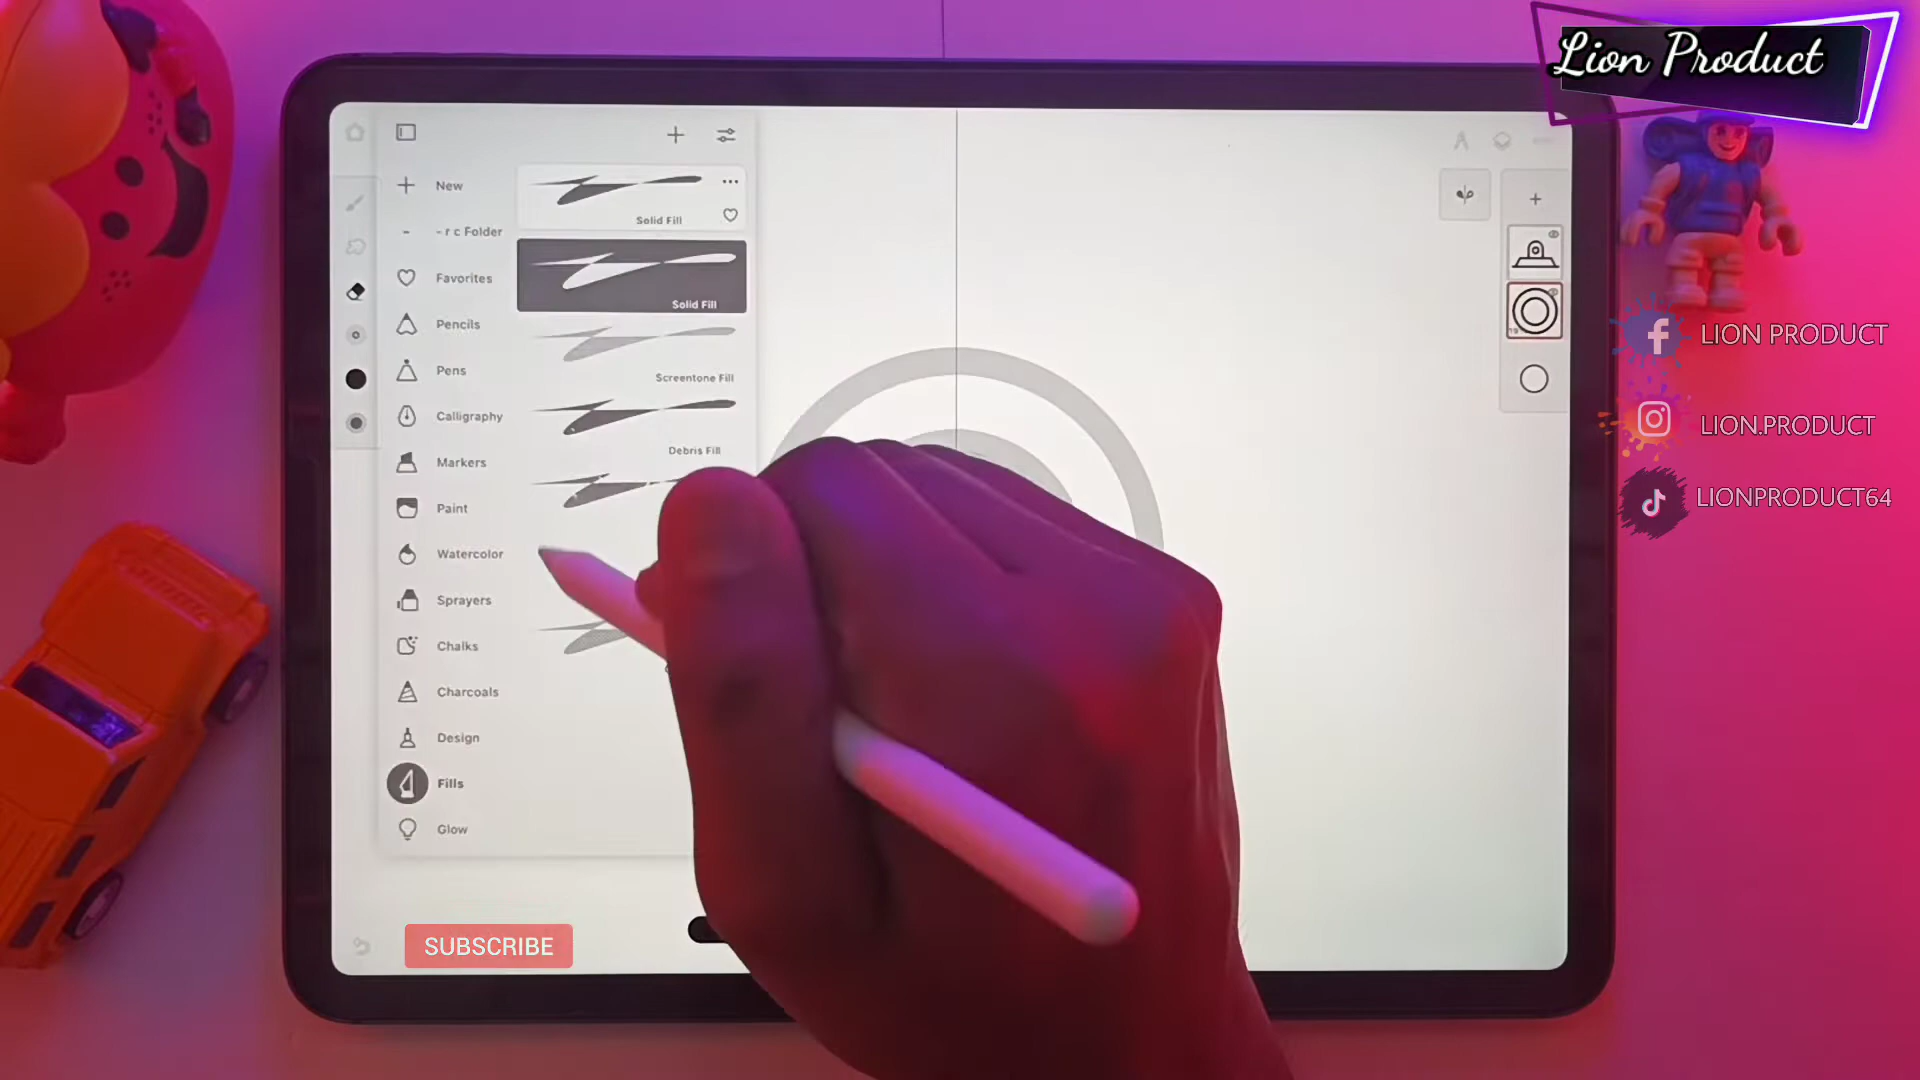 Lion Product
New
- r c Folder
Favorites
Pencils
Pens
Calligraphy
Markers
Paint
Watercolor
Sprayers
Chalks
Charcoals
Design
Fills
Glow
Solid Fill
Solid Fill
Screentone Fill
Debris Fill
LION PRODUCT
LION.PRODUCT
LIONPRODUCT64
SUBSCRIBE